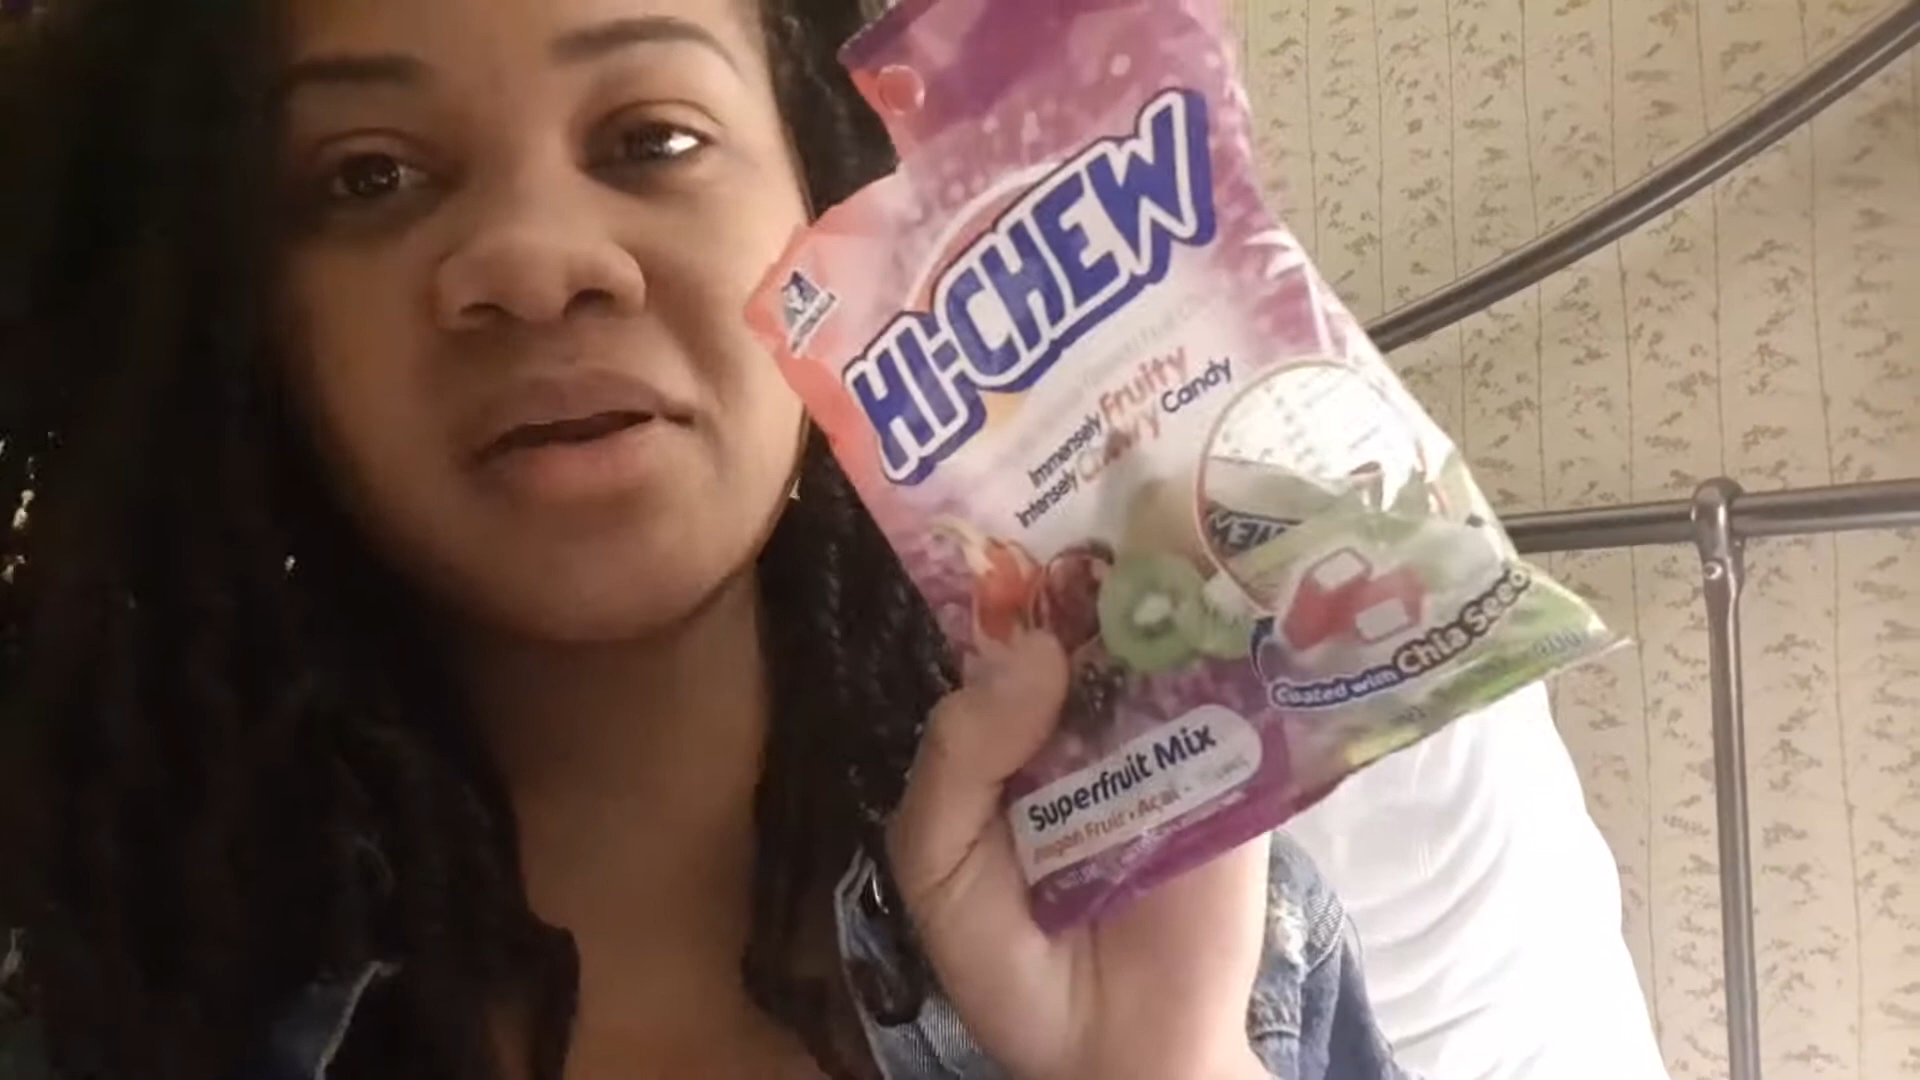 HI-CHEW
Immensely Fruity
Intensely Chewy Candy
Coated with Chia Seeds
Superfruit Mix
Dragon Fruit • Açaí •